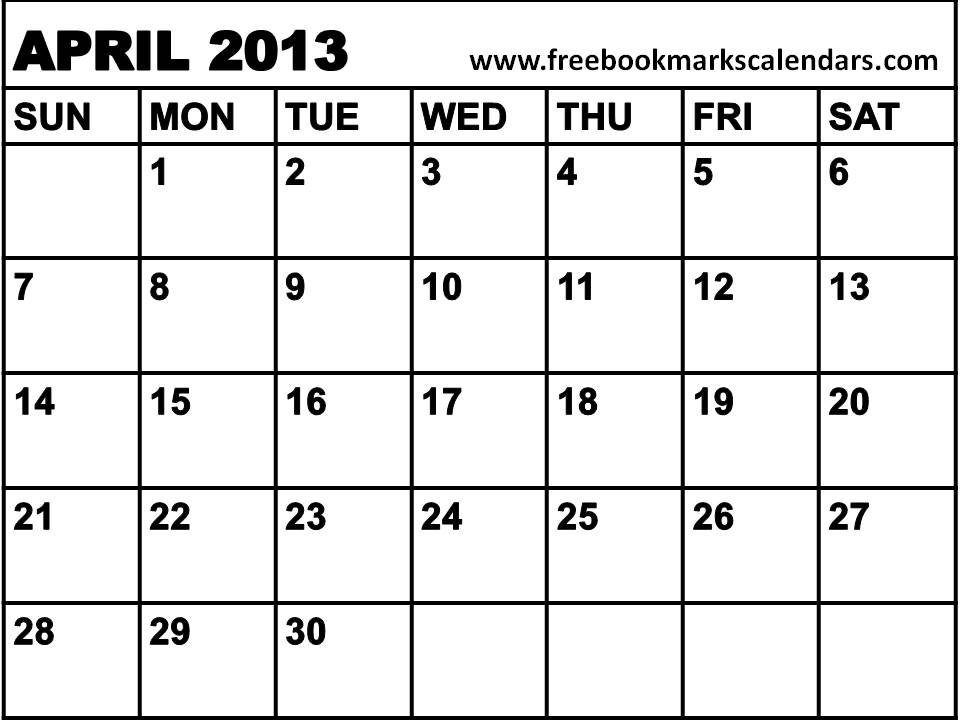 APRIL 2013 www.freebookmarkscalendars.com
SUN MON TUE WED THU FRI SAT
1 2 3 4 5 6
7 8 9 10 11 12 13
14 15 16 17 18 19 20
21 22 23 24 25 26 27
28 29 30